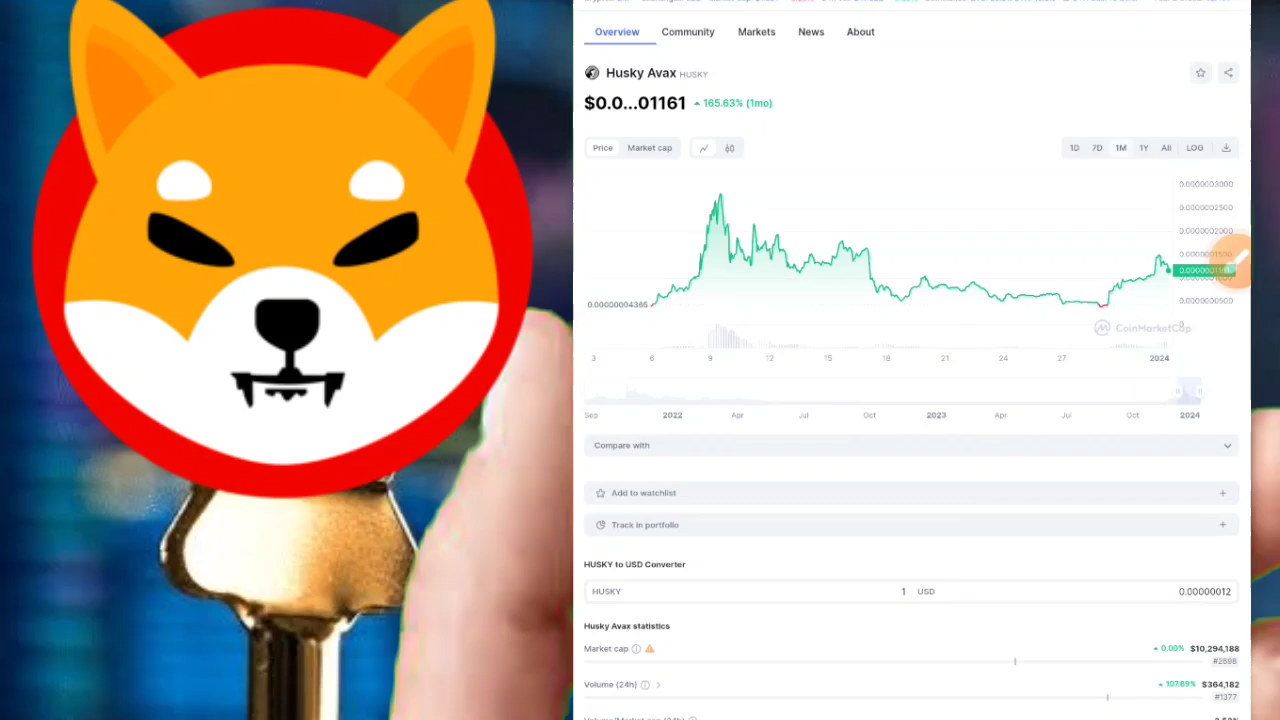 Overview Community Markets News About
Husky Avax HUSKY
$0.0...01161 165.63% (1mo)
Price Market cap 1D 7D 1M 1Y All LOG
0.0000003000
0.0000002500
0.0000002000
0.0000001500
0.0000000500
0.00000004365
CoinMarketCap
3 6 9 12 15 18 21 24 27 2024
Sep 2022 Apr Jul Oct 2023 Apr Jul Oct 2024
Compare with
Add to watchlist +
Track in portfolio +
HUSKY to USD Converter
HUSKY 1 USD 0.00000012
Husky Avax statistics
Market cap 0.00% $10,294,188
#2898
Volume (24h) 107.69% $364,182
#1377